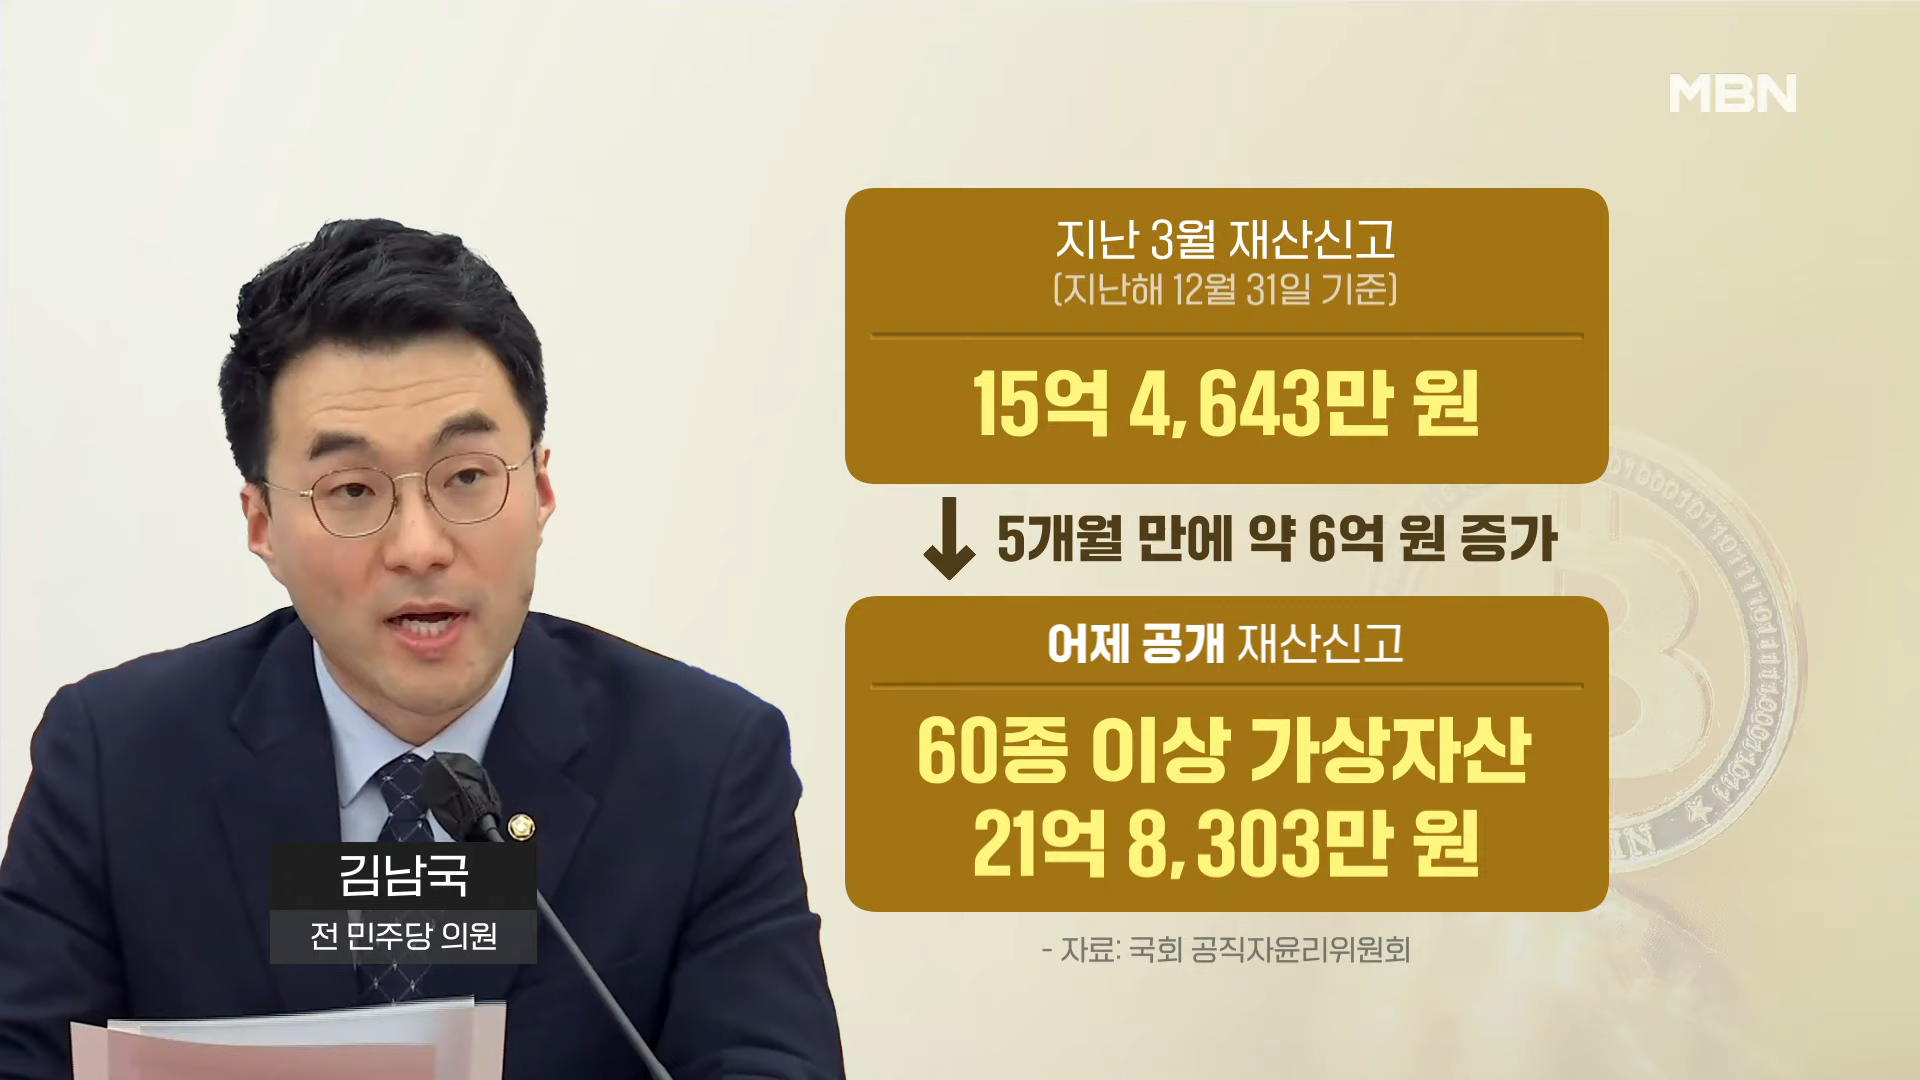 MBN
지난 3월 재산신고
(지난해 12월 31일 기준)
15억 4,643만 원
5개월 만에 약 6억 원 증가
어제 공개 재산신고
60종 이상 가상자산
21억 8,303만 원
- 자료: 국회 공직자윤리위원회
김남국
전 민주당 의원